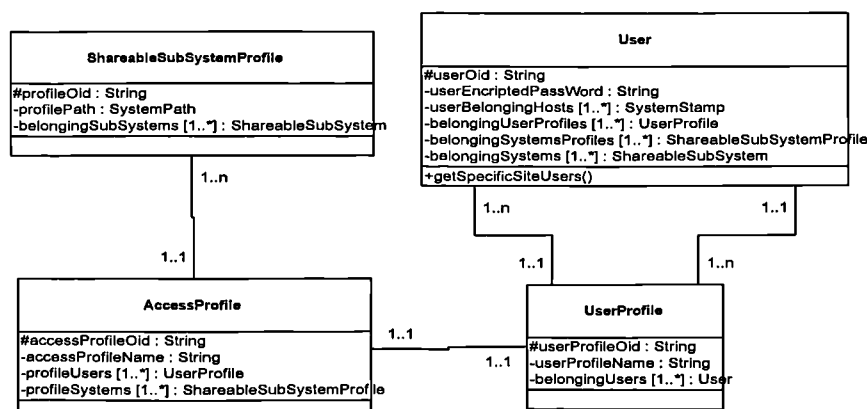 ShareableSubSystemProfile
#profileOid : String
-profilePath : SystemPath
-belongingSubSystems [1..*] : ShareableSubSystem
User
#userOid : String
-userEncriptedPassWord : String
-userBelongingHosts [1..*] : SystemStamp
-belongingUserProfiles [1..*] : UserProfile
-belongingSystemsProfiles [1..*] : ShareableSubSystemProfile
-belongingSystems [1..*] : ShareableSubSystem
+getSpecificSiteUsers()
1..n
1..1
1..n
1..1
1..1
1..n
AccessProfile
#accessProfileOid : String
-accessProfileName : String
-profileUsers [1..*] : UserProfile
-profileSystems [1..*] : ShareableSubSystemProfile
1..1
1..1
UserProfile
#userProfileOid : String
-userProfileName : String
-belongingUsers [1..*] : User